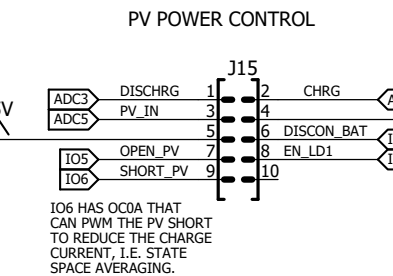 PV POWER CONTROL
J15
ADC3 DISCHRG 1 2 CHRG
ADC5 PV_IN 3 4
5 6 DISCON_BAT
IO5 OPEN_PV 7 8 EN_LD1
IO6 SHORT_PV 9 10
IO6 HAS OC0A THAT
CAN PWM THE PV SHORT
TO REDUCE THE CHARGE
CURRENT, I.E. STATE
SPACE AVERAGING.